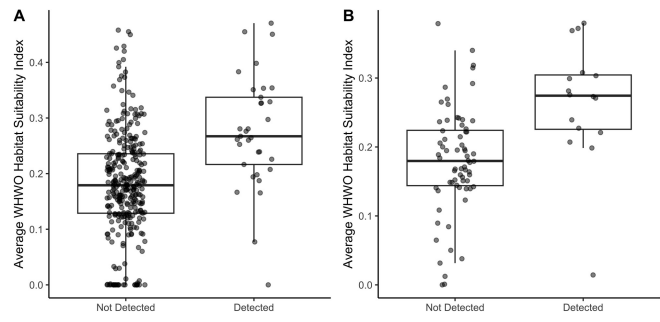 A
Average WHWO Habitat Suitability Index
0.4
0.3
0.2
0.1
0.0
Not Detected
Detected
B
Average WHWO Habitat Suitability Index
0.3
0.2
0.1
0.0
Not Detected
Detected